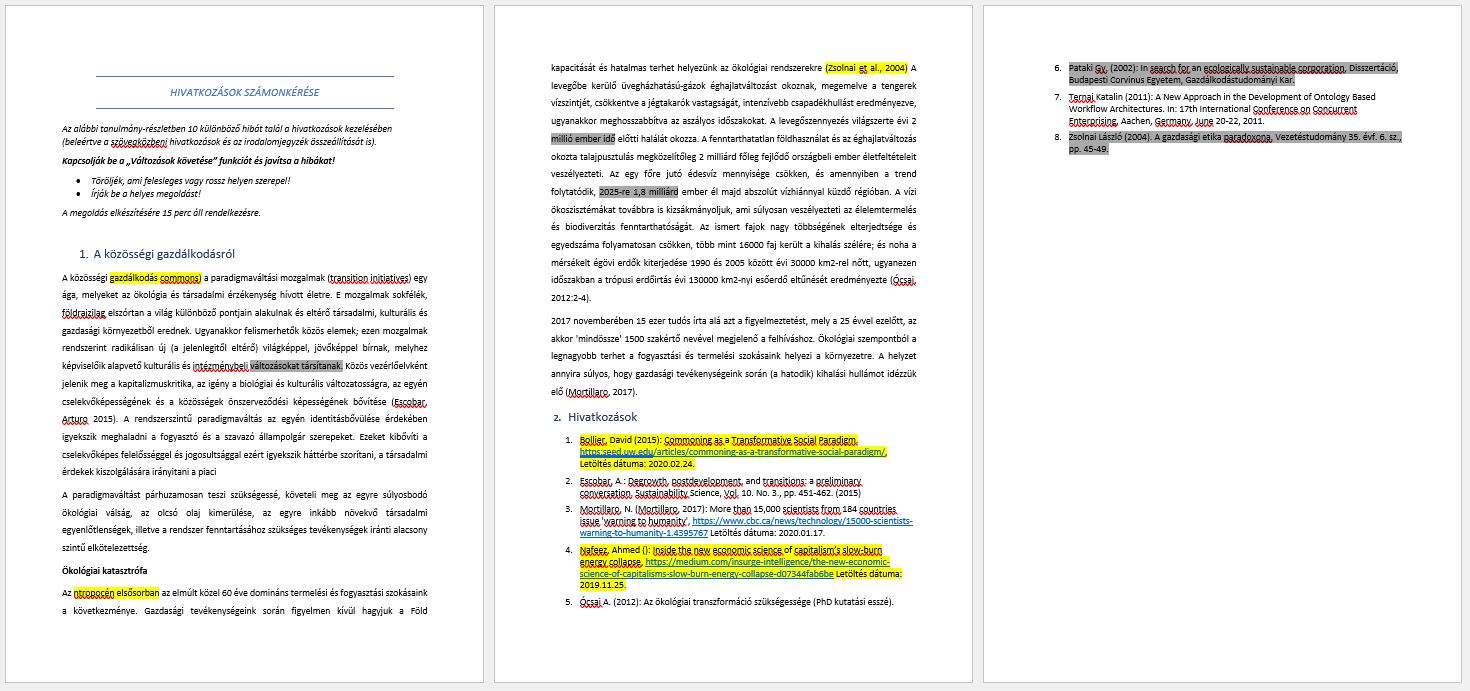 HIVATKOZÁSOK SZÁMONKÉRÉSE
Az alábbi tanulmány-részletben 10 különböző hibát talál a hivatkozások kezelésében
(beleértve a szövegközbeni hivatkozások és az irodalomjegyzék összeállítását is).
Kapcsolják be a „Változások követése” funkciót és javítsa a hibákat!
• Töröljék, ami felesleges vagy rossz helyen szerepel!
• Írják be a helyes megoldást!
A megoldás elkészítésére 15 perc áll rendelkezésre.
1. A közösségi gazdálkodásról
A közösségi gazdálkodás commons) a paradigmaváltási mozgalmak (transition initiatives) egy
ága, melyeket az ökológia és társadalmi érzékenység hívott életre. E mozgalmak sokfélék,
földrajzilag elszórtan a világ különböző pontjain alakulnak és eltérő társadalmi, kulturális és
gazdasági környezetből erednek. Ugyanakkor felismerhetők közös elemek; ezen mozgalmak
rendszerint radikálisan új (a jelenlegitől eltérő) világképpel, jövőképpel bírnak, melyhez
képviselőik alapvető kulturális és intézménybeli változásokat társítanak. Közös vezérlőelvként
jelenik meg a kapitalizmuskritika, az igény a biológiai és kulturális változatosságra, az egyén
cselekvőképességének és a közösségek önszerveződési képességének bővítése (Escobar,
Arturo 2015). A rendszerszintű paradigmaváltás az egyén identitásbővülése érdekében
igyekszik meghaladni a fogyasztó és a szavazó állampolgár szerepeket. Ezeket kibővíti a
cselekvőképes felelősséggel és jogosultsággal ezért igyekszik háttérbe szorítani, a társadalmi
érdekek kiszolgálására irányítani a piaci
A paradigmaváltást párhuzamosan teszi szükségessé, követeli meg az egyre súlyosbodó
ökológiai válság, az olcsó olaj kimerülése, az egyre inkább növekvő társadalmi
egyenlőtlenségek, illetve a rendszer fenntartásához szükséges tevékenységek iránti alacsony
szintű elkötelezettség.
Ökológiai katasztrófa
Az ntropocén elsősorban az elmúlt közel 60 éve domináns termelési és fogyasztási szokásaink
a következménye. Gazdasági tevékenységeink során figyelmen kívül hagyjuk a Föld
kapacitását és hatalmas terhet helyezünk az ökológiai rendszerekre (Zsolnai et al., 2004) A
levegőbe kerülő üvegházhatású-gázok éghajlatváltozást okoznak, megemelve a tengerek
vízszintjét, csökkentve a jégtakarók vastagságát, intenzívebb csapadékhullást eredményezve,
ugyanakkor meghosszabbítva az aszályos időszakokat. A levegőszennyezés világszerte évi 2
millió ember idő előtti halálát okozza. A fenntarthatatlan földhasználat és az éghajlatváltozás
okozta talajpusztulás megközelítőleg 2 milliárd főleg fejlődő országbeli ember életfeltételeit
veszélyezteti. Az egy főre jutó édesvíz mennyisége csökken, és amennyiben a trend
folytatódik, 2025-re 1,8 milliárd ember él majd abszolút vízhiánnyal küzdő régióban. A vízi
ökoszisztémákat továbbra is kizsákmányoljuk, ami súlyosan veszélyezteti az élelemtermelés
és biodiverzitás fenntarthatóságát. Az ismert fajok nagy többségének elterjedtsége és
egyedszáma folyamatosan csökken, több mint 16000 faj került a kihalás szélére; és noha a
mérsékelt égövi erdők kiterjedése 1990 és 2005 között évi 30000 km2-rel nőtt, ugyanezen
időszakban a trópusi erdőirtás évi 130000 km2-nyi esőerdő eltűnését eredményezte (Ócsai,
2012:2-4).
2017 novemberében 15 ezer tudós írta alá azt a figyelmeztetést, mely a 25 évvel ezelőtt, az
akkor 'mindössze' 1500 szakértő nevével megjelenő a felhíváshoz. Ökológiai szempontból a
legnagyobb terhet a fogyasztási és termelési szokásaink helyezi a környezetre. A helyzet
annyira súlyos, hogy gazdasági tevékenységeink során (a hatodik) kihalási hullámot idézzük
elő (Mortillaro, 2017).
2. Hivatkozások
1. Bollier, David (2015): Commoning as a Transformative Social Paradigm,
https:seed.uw.edu/articles/commoning-as-a-transformative-social-paradigm/,
Letöltés dátuma: 2020.02.24.
2. Escobar, A.: Degrowth, postdevelopment, and transitions: a preliminary
conversation, Sustainability Science, Vol. 10. No. 3., pp. 451-462. (2015)
3. Mortillaro, N. (Mortillaro, 2017): More than 15,000 scientists from 184 countries
issue 'warning to humanity', https://www.cbc.ca/news/technology/15000-scientists-
warning-to-humanity-1.4395767 Letöltés dátuma: 2020.01.17.
4. Nafeez, Ahmed (): Inside the new economic science of capitalism's slow-burn
energy collapse, https://medium.com/insurge-intelligence/the-new-economic-
science-of-capitalisms-slow-burn-energy-collapse-d07344fab6be Letöltés dátuma:
2019.11.25.
5. Ócsai A. (2012): Az ökológiai transzformáció szükségessége (PhD kutatási esszé).
6. Pataki Gy, (2002): In search for an ecologically sustainable corporation, Disszertáció,
Budapesti Corvinus Egyetem, Gazdálkodástudományi Kar.
7. Ternai Katalin (2011): A New Approach in the Development of Ontology Based
Workflow Architectures. In: 17th International Conference on Concurrent
Enterprising, Aachen, Germany, June 20-22, 2011.
8. Zsolnai László (2004). A gazdasági etika paradoxona, Vezetéstudomány 35. évf. 6. sz.,
pp. 45-49.